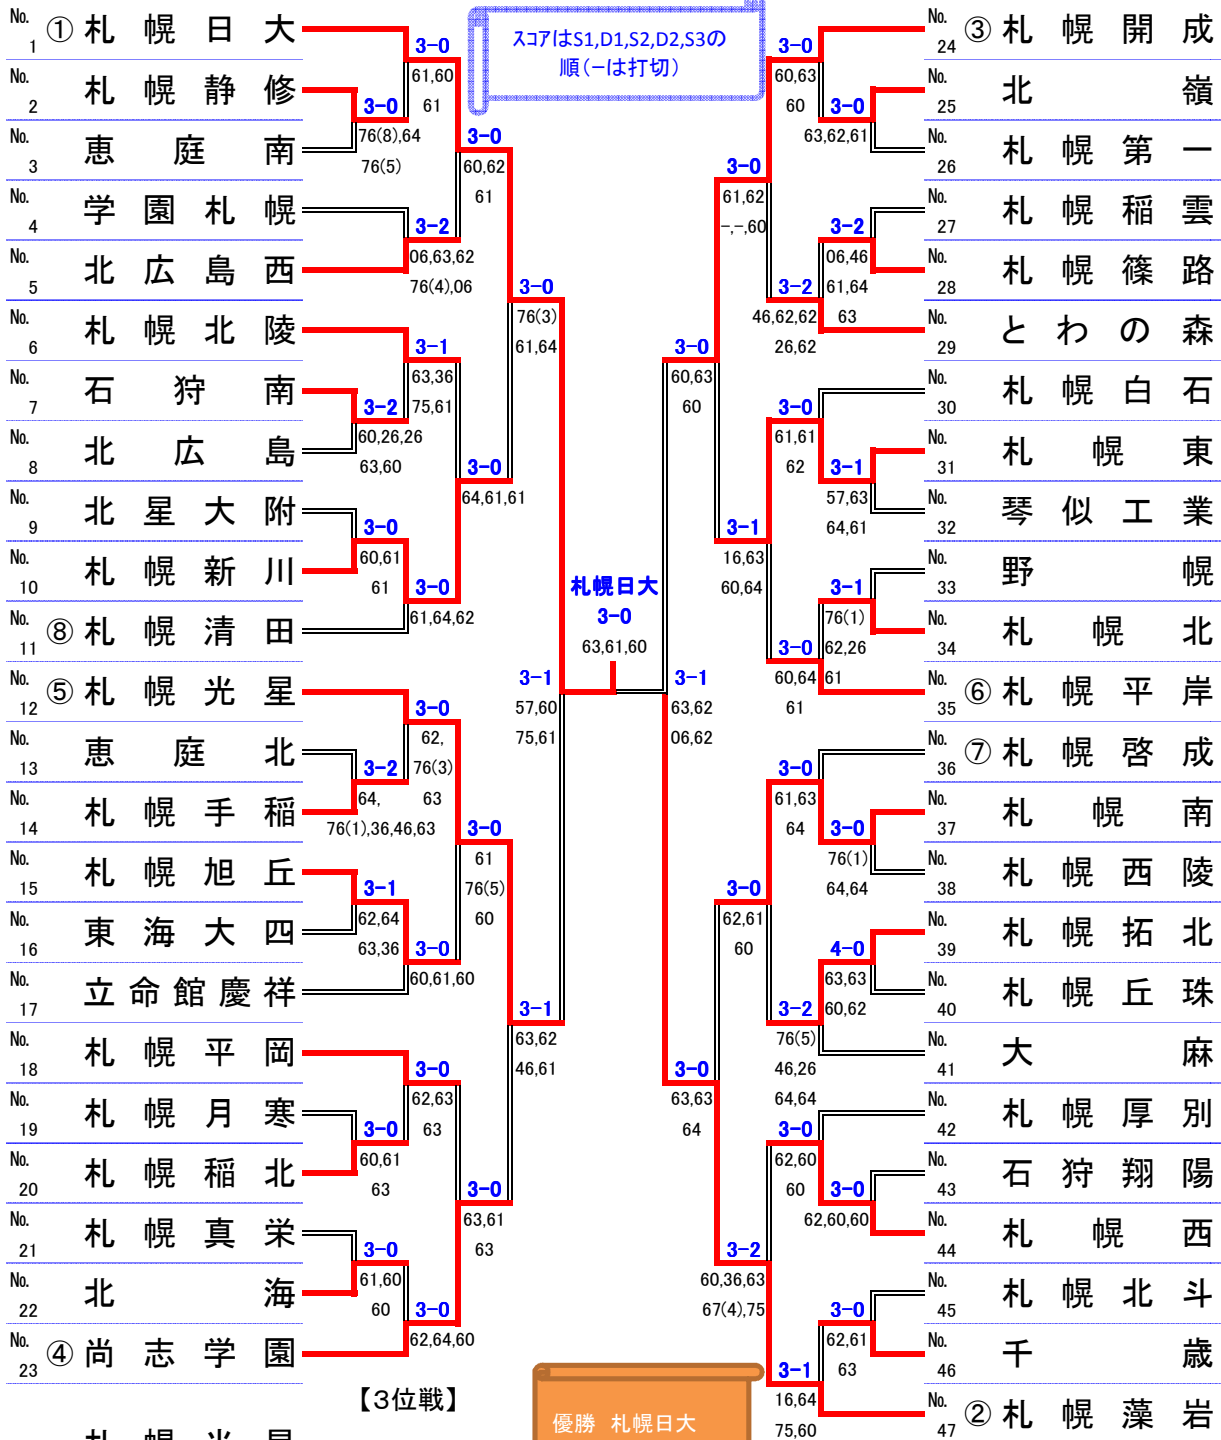 スコアはS1,D1,S2,D2,S3の
順(－は打切)
No. 1 ① 札幌日大
No. 2 札幌静修
No. 3 恵庭南
No. 4 学園札幌
No. 5 北広島西
No. 6 札幌北陵
No. 7 石狩南
No. 8 北広島
No. 9 北星大附
No. 10 札幌新川
No. 11 ⑧ 札幌清田
No. 12 ⑤ 札幌光星
No. 13 恵庭北
No. 14 札幌手稲
No. 15 札幌旭丘
No. 16 東海大四
No. 17 立命館慶祥
No. 18 札幌平岡
No. 19 札幌月寒
No. 20 札幌稲北
No. 21 札幌真栄
No. 22 北海
No. 23 ④ 尚志学園
3-0
61,60
61
3-0
76(8),64
76(5)
3-0
60,62
61
3-2
06,63,62
76(4),06
3-0
76(3)
61,64
3-1
63,36
75,61
3-2
60,26,26
63,60
3-0
64,61,61
3-0
60,61
61
3-0
61,64,62
3-1
57,60
75,61
3-0
62,
76(3)
63
3-2
64,
76(1),36,46,63
3-0
61
76(5)
60
3-1
62,64
63,36
3-0
60,61,60
3-1
63,62
46,61
3-0
62,63
63
3-0
60,61
63
3-0
63,61
63
3-0
61,60
60
3-0
62,64,60
札幌日大
3-0
63,61,60
No. 24 ③ 札幌開成
No. 25 北嶺
No. 26 札幌第一
No. 27 札幌稲雲
No. 28 札幌篠路
No. 29 とわの森
No. 30 札幌白石
No. 31 札幌東
No. 32 琴似工業
No. 33 野幌
No. 34 札幌北
No. 35 ⑥ 札幌平岸
No. 36 ⑦ 札幌啓成
No. 37 札幌南
No. 38 札幌西陵
No. 39 札幌拓北
No. 40 札幌丘珠
No. 41 大麻
No. 42 札幌厚別
No. 43 石狩翔陽
No. 44 札幌西
No. 45 札幌北斗
No. 46 千歳
No. 47 ② 札幌藻岩
3-0
60,63
60
3-0
63,62,61
3-0
61,62
-,-,60
3-2
06,46
61,64
63
3-2
46,62,62
26,62
3-0
60,63
60
3-0
61,61
62
3-1
57,63
64,61
3-1
16,63
60,64
3-1
76(1)
62,26
61
3-0
60,64
61
3-1
63,62
06,62
3-0
61,63
64
3-0
76(1)
64,64
3-0
62,61
60
4-0
63,63
60,62
3-2
76(5)
46,26
64,64
3-0
63,63
64
3-0
62,60
60
3-0
62,60,60
3-2
60,36,63
67(4),75
3-0
62,61
63
3-1
16,64
75,60
【3位戦】
優勝 札幌日大